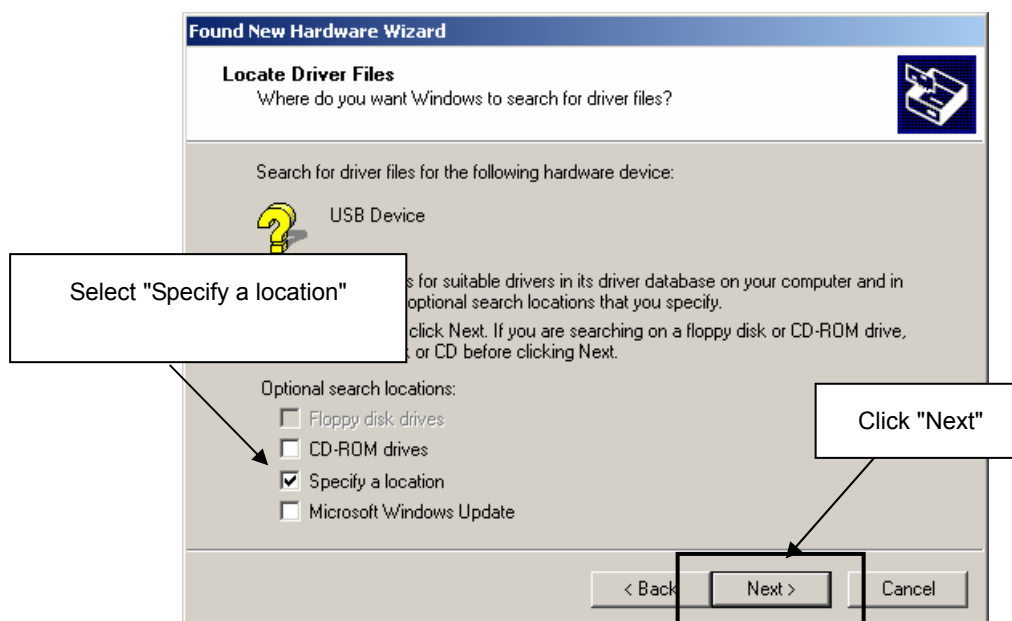 Found New Hardware Wizard
Locate Driver Files
Where do you want Windows to search for driver files?
Search for driver files for the following hardware device:
USB Device
Select "Specify a location"
s for suitable drivers in its driver database on your computer and in
optional search locations that you specify.
click Next. If you are searching on a floppy disk or CD-ROM drive,
or CD before clicking Next.
Optional search locations:
Floppy disk drives
CD-ROM drives
Specify a location
Microsoft Windows Update
Click "Next"
< Back
Next >
Cancel